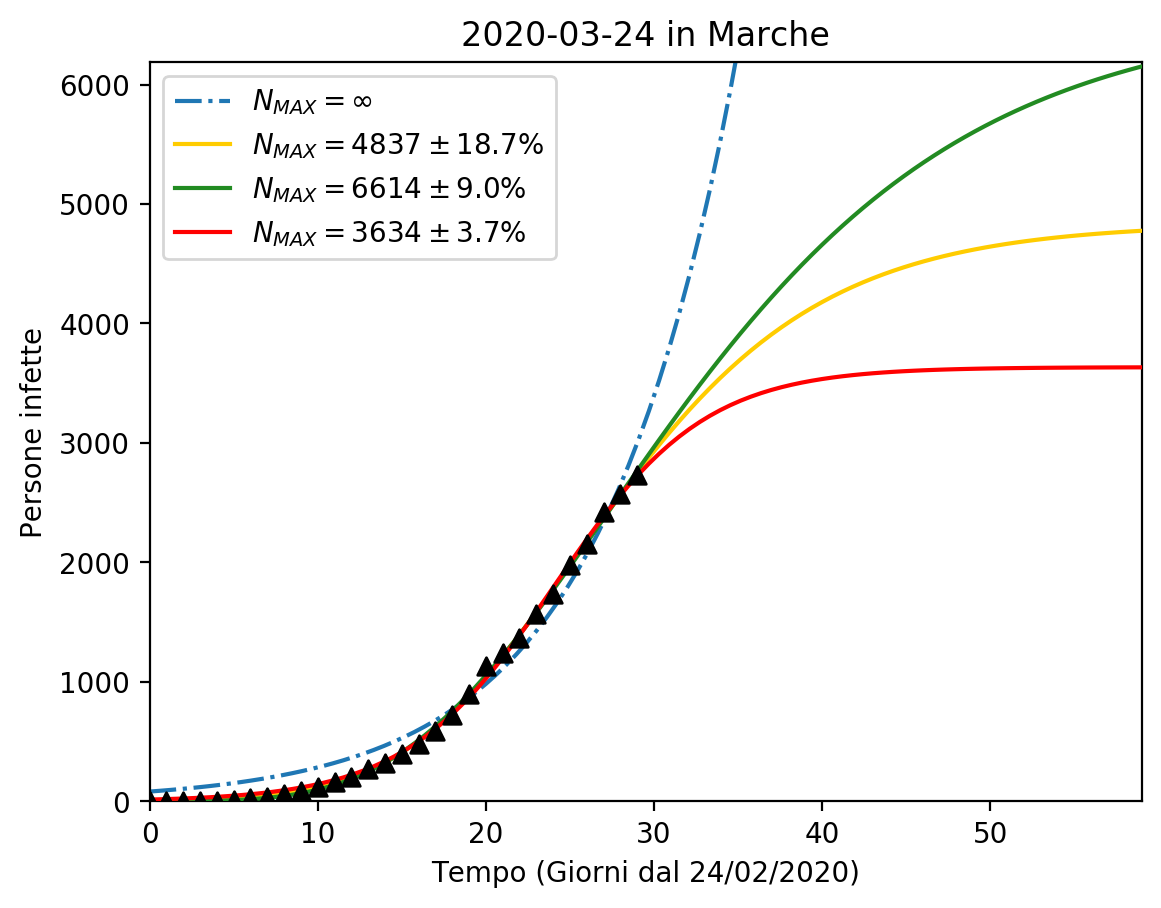 2020-03-24 in Marche
N_MAX = ∞
N_MAX = 4837 ± 18.7%
N_MAX = 6614 ± 9.0%
N_MAX = 3634 ± 3.7%
6000
5000
4000
3000
2000
1000
0
Persone infette
0 10 20 30 40 50
Tempo (Giorni dal 24/02/2020)